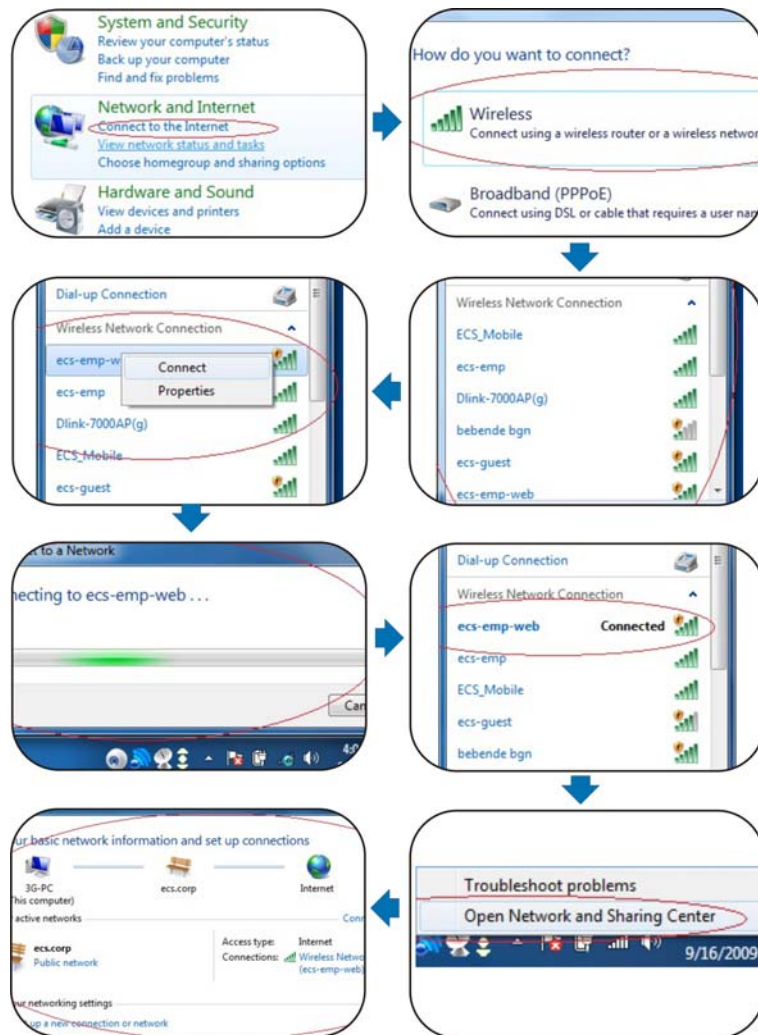 System and Security
Review your computer's status
Back up your computer
Find and fix problems
Network and Internet
Connect to the Internet
View network status and tasks
Choose homegroup and sharing options
Hardware and Sound
View devices and printers
Add a device
How do you want to connect?
Wireless
Connect using a wireless router or a wireless networ
Broadband (PPPoE)
Connect using DSL or cable that requires a user nam
Wireless Network Connection
ECS_Mobile
ecs-emp
Dlink-7000AP(g)
bebende bgn
ecs-guest
ecs-emp-web
Dial-up Connection
Wireless Network Connection
ecs-emp-w
Connect
ecs-emp
Properties
Dlink-7000AP(g)
ECS_Mobile
ecs-guest
ct to a Network
necting to ecs-emp-web . . .
Can
4:0
Dial-up Connection
Wireless Network Connection
ecs-emp-web Connected
ecs-emp
ECS_Mobile
ecs-guest
bebende bgn
Troubleshoot problems
Open Network and Sharing Center
9/16/2009
ur basic network information and set up connections
3G-PC
his computer)
ecs.corp
Internet
active networks
Conn
ecs.corp
Public network
Access type: Internet
Connections: Wireless Netwo
(ecs-emp-web)
ur networking settings
up a new connection or network